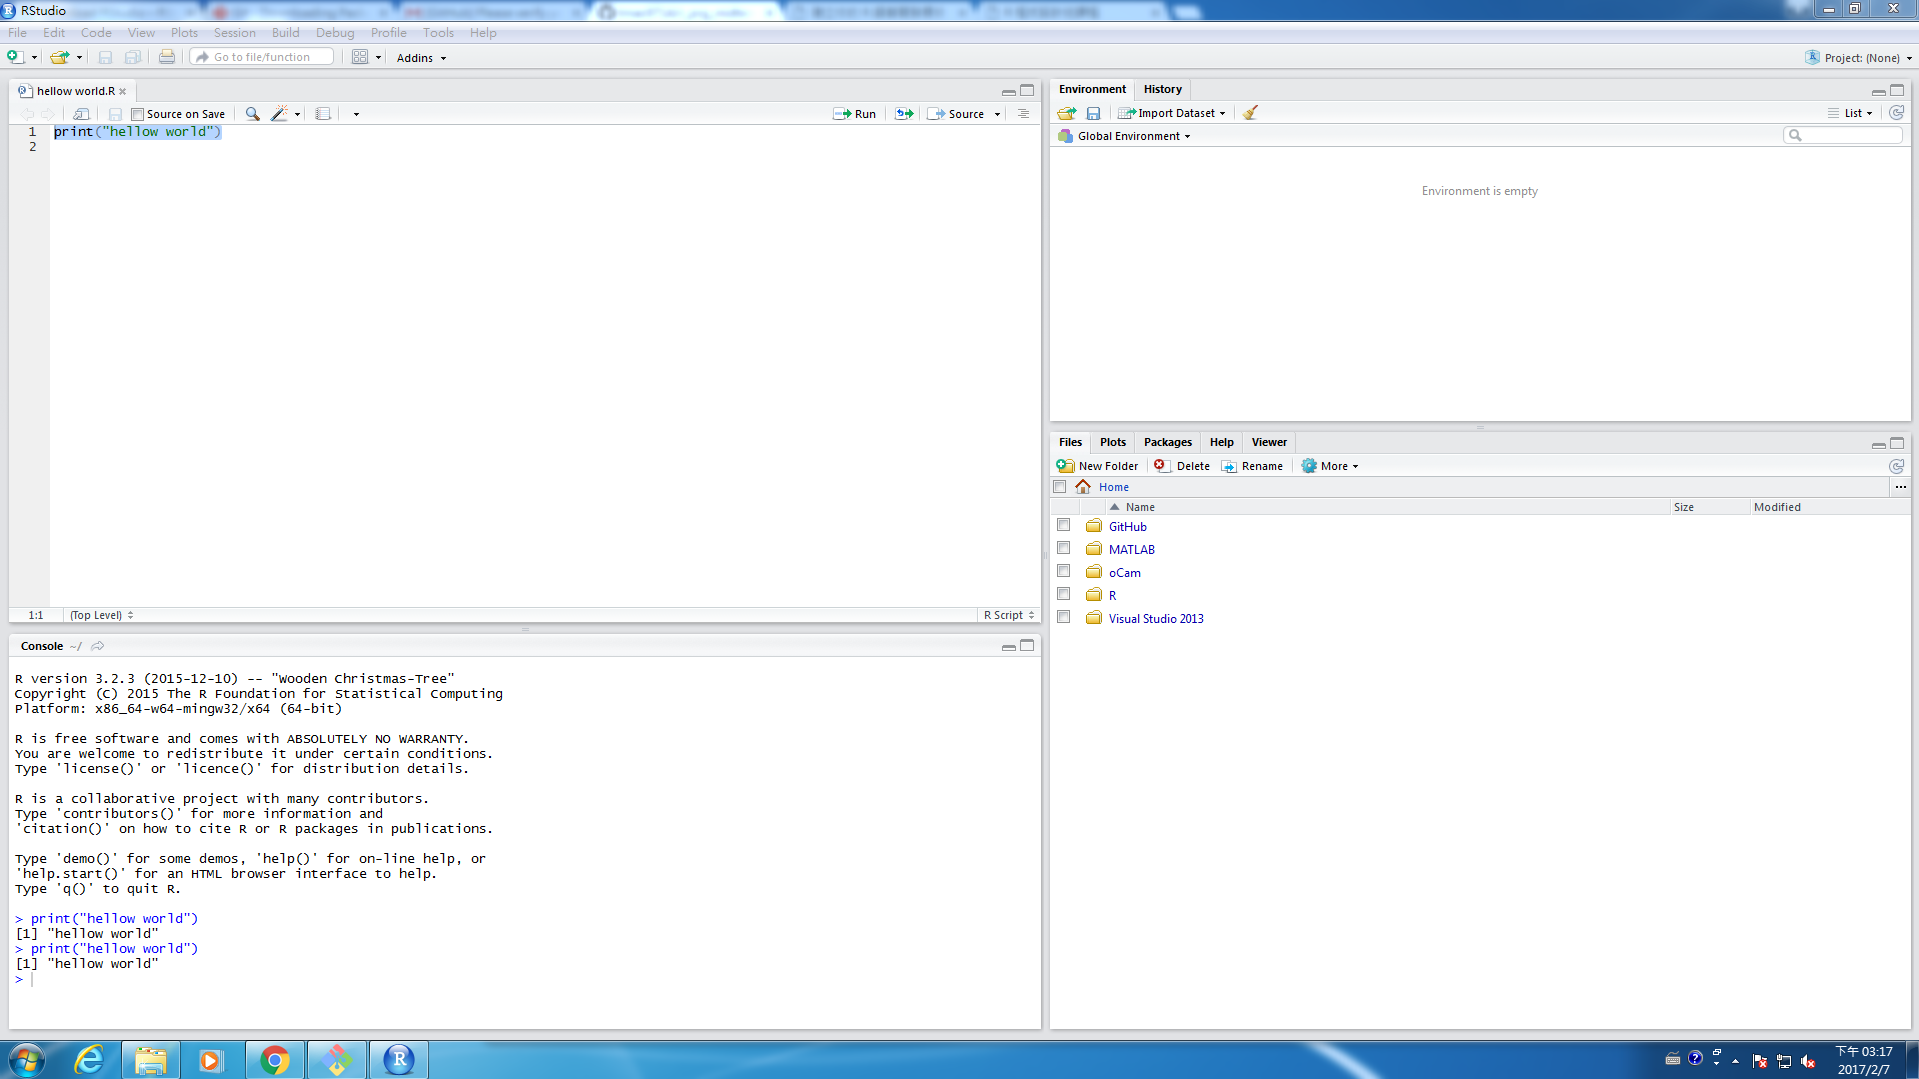 RStudio
File Edit Code View Plots Session Build Debug Profile Tools Help
Go to file/function Addins Project: (None)
hellow world.R
Source on Save Run Source
1 print("hellow world")
2
1:1 (Top Level) R Script
Console ~/
R version 3.2.3 (2015-12-10) -- "Wooden Christmas-Tree"
Copyright (C) 2015 The R Foundation for Statistical Computing
Platform: x86_64-w64-mingw32/x64 (64-bit)
R is free software and comes with ABSOLUTELY NO WARRANTY.
You are welcome to redistribute it under certain conditions.
Type 'license()' or 'licence()' for distribution details.
R is a collaborative project with many contributors.
Type 'contributors()' for more information and
'citation()' on how to cite R or R packages in publications.
Type 'demo()' for some demos, 'help()' for on-line help, or
'help.start()' for an HTML browser interface to help.
Type 'q()' to quit R.
> print("hellow world")
[1] "hellow world"
> print("hellow world")
[1] "hellow world"
>
Environment History
Import Dataset List
Global Environment
Environment is empty
Files Plots Packages Help Viewer
New Folder Delete Rename More
Home ...
Name Size Modified
GitHub
MATLAB
oCam
R
Visual Studio 2013
下午 03:17
2017/2/7